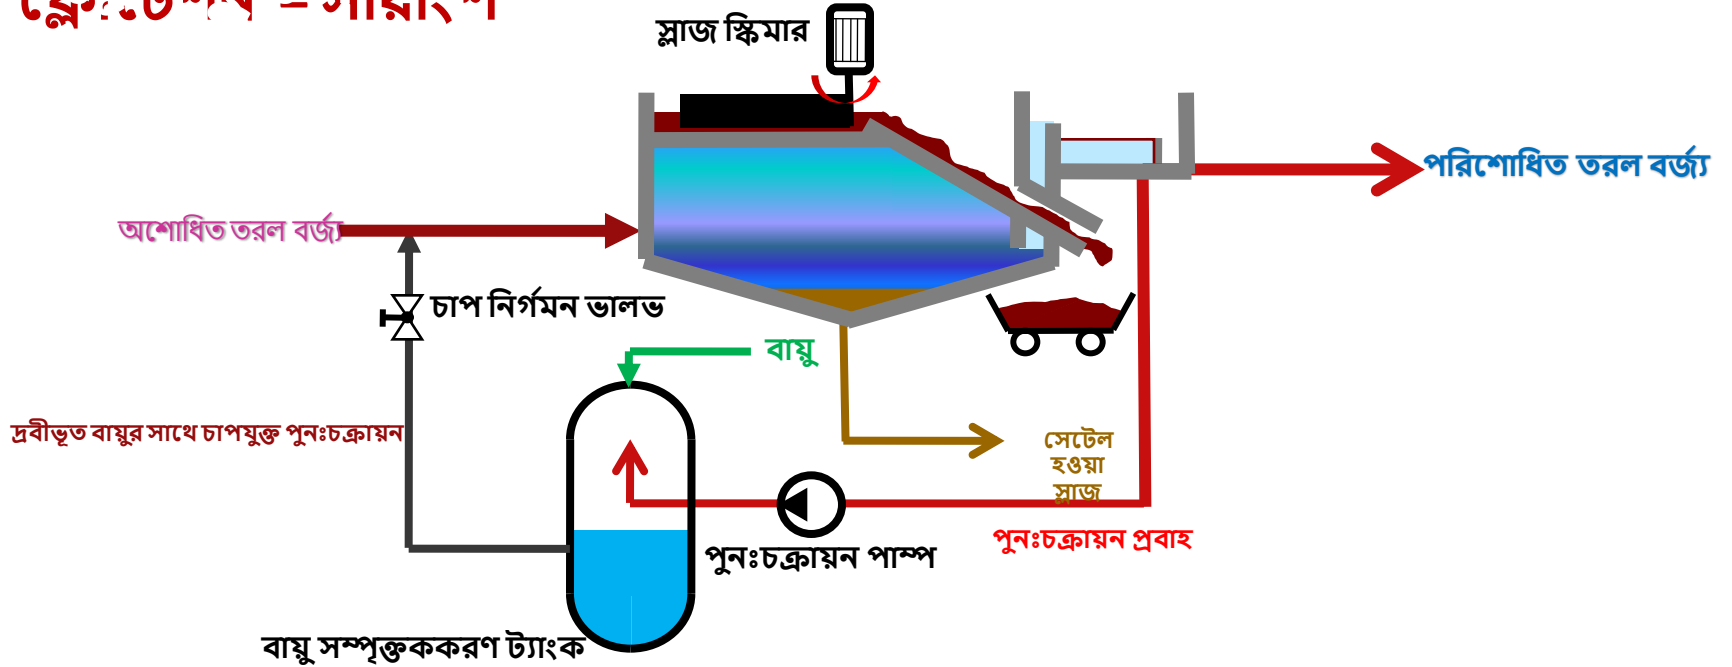 – সারাংশ
স্লাজ স্কিমার
পরিশোধিত তরল বর্জ্য
অশোধিত তরল বর্জ্য
চাপ নির্গমন ভালভ
বায়ু
দ্রবীভূত বায়ুর সাথে চাপযুক্ত পুনঃচক্রায়ন
সেটেল
হওয়া
স্লাজ
পুনঃচক্রায়ন প্রবাহ
পুনঃচক্রায়ন পাম্প
বায়ু সম্পৃক্তককরণ ট্যাংক